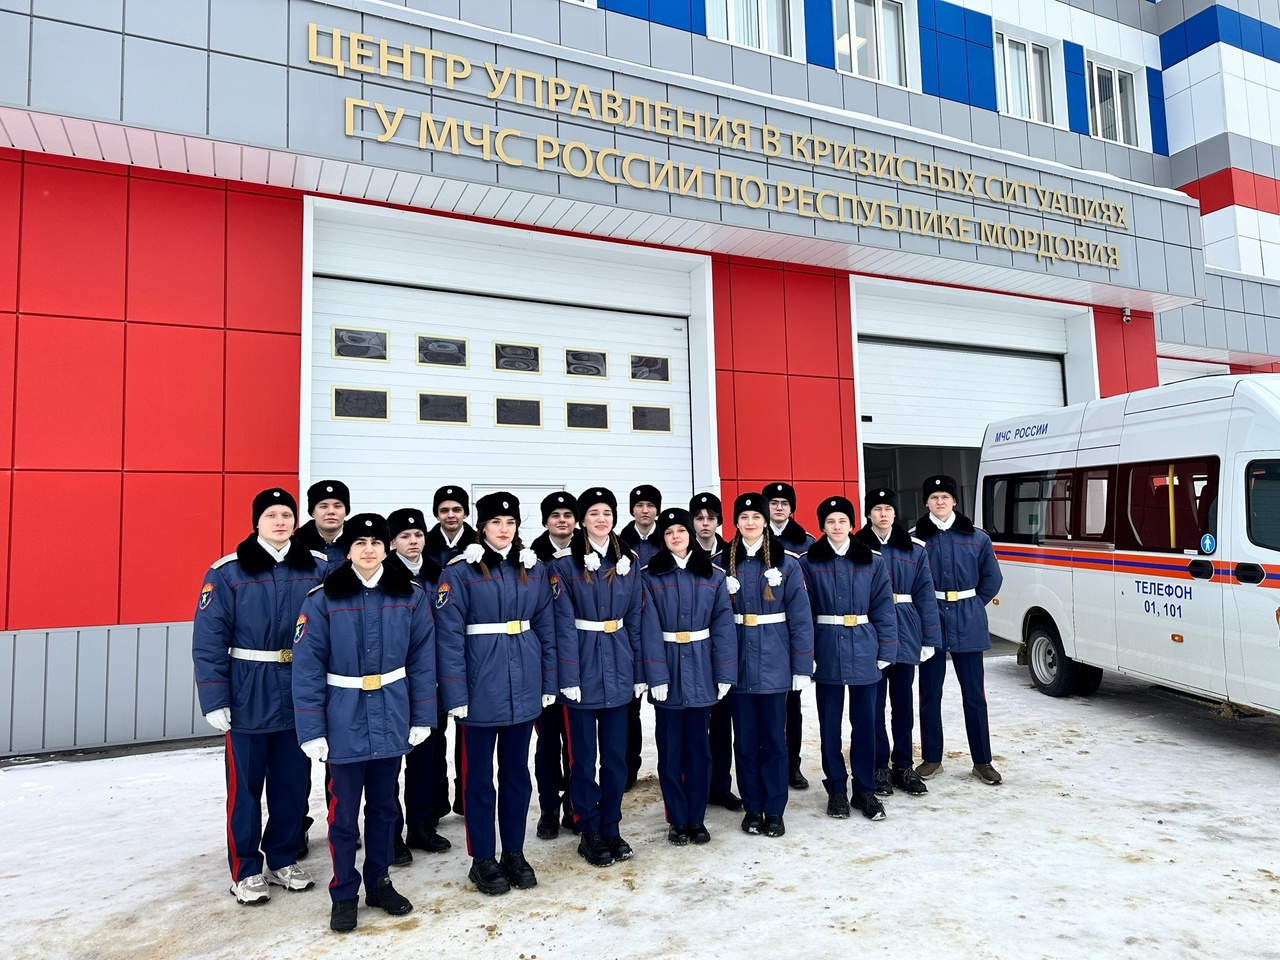 ЦЕНТР УПРАВЛЕНИЯ В КРИЗИСНЫХ СИТУАЦИЯХ
ГУ МЧС РОССИИ ПО РЕСПУБЛИКЕ МОРДОВИЯ
МЧС РОССИИ
ТЕЛЕФОН
01, 101